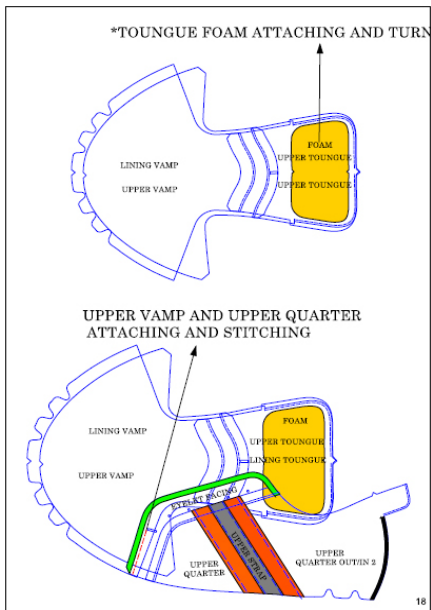 *TOUNGUE FOAM ATTACHING AND TURN
FOAM
UPPER TOUNGUE
LINING VAMP
UPPER VAMP
UPPER TOUNGUE
UPPER VAMP AND UPPER QUARTER
ATTACHING AND STITCHING
FOAM
LINING VAMP
UPPER TOUNGUE
LINING TOUNGUE
UPPER VAMP
EYELET FACING
UPPER STRAP
UPPER
QUARTER
UPPER
QUARTER OUT/IN 2
18